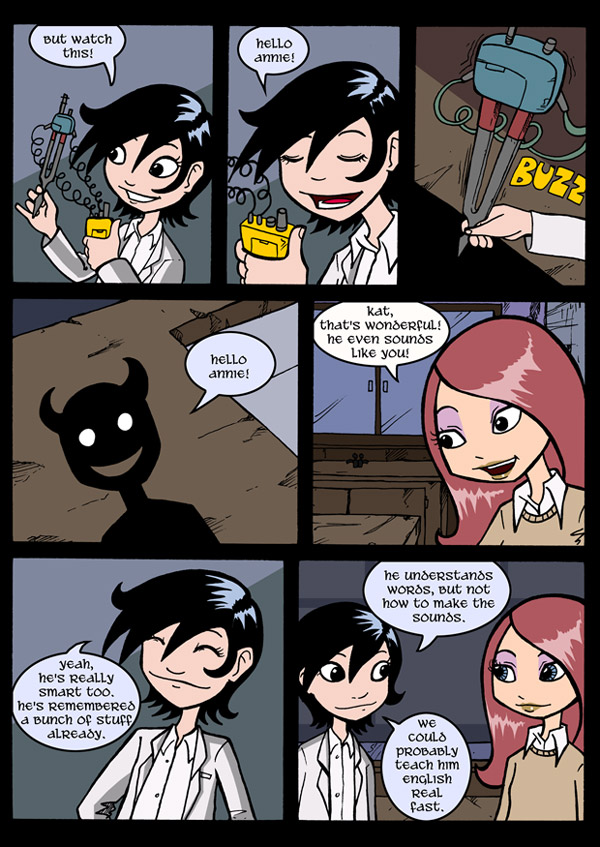 But watch
this!
Hello
Annie!
BUZZ
Hello
Annie!
Kat,
that's wonderful!
He even sounds
like you!
Yeah,
he's really
smart too.
He's remembered
a bunch of stuff
already.
He understands
words, but not
how to make the
sounds.
We
could
probably
teach him
English
real
fast.